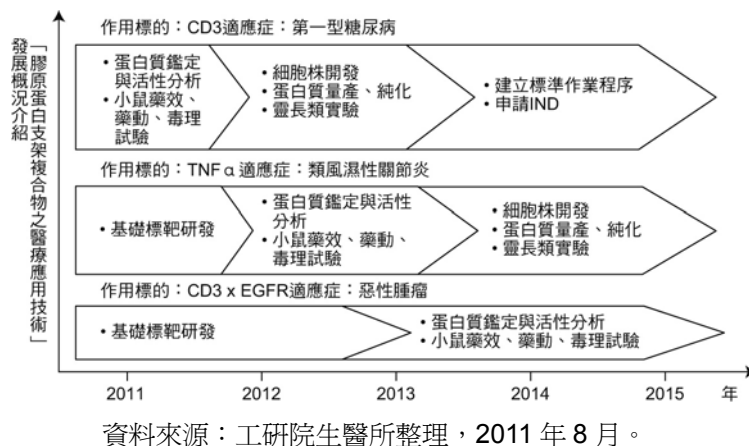 「膠原蛋白支架複合物之醫療應用技術」
發展概況介紹
作用標的：CD3適應症：第一型糖尿病
• 蛋白質鑑定
與活性分析
• 小鼠藥效、
藥動、毒理
試驗
• 細胞株開發
• 蛋白質量產、純化
• 靈長類實驗
• 建立標準作業程序
• 申請IND
作用標的：TNFα適應症：類風濕性關節炎
• 基礎標靶研發
• 蛋白質鑑定與活性
分析
• 小鼠藥效、藥動、
毒理試驗
• 細胞株開發
• 蛋白質量產、純化
• 靈長類實驗
作用標的：CD3 x EGFR適應症：惡性腫瘤
• 基礎標靶研發
• 蛋白質鑑定與活性分析
• 小鼠藥效、藥動、毒理試驗
2011 2012 2013 2014 2015 年
資料來源：工研院生醫所整理，2011 年 8 月。